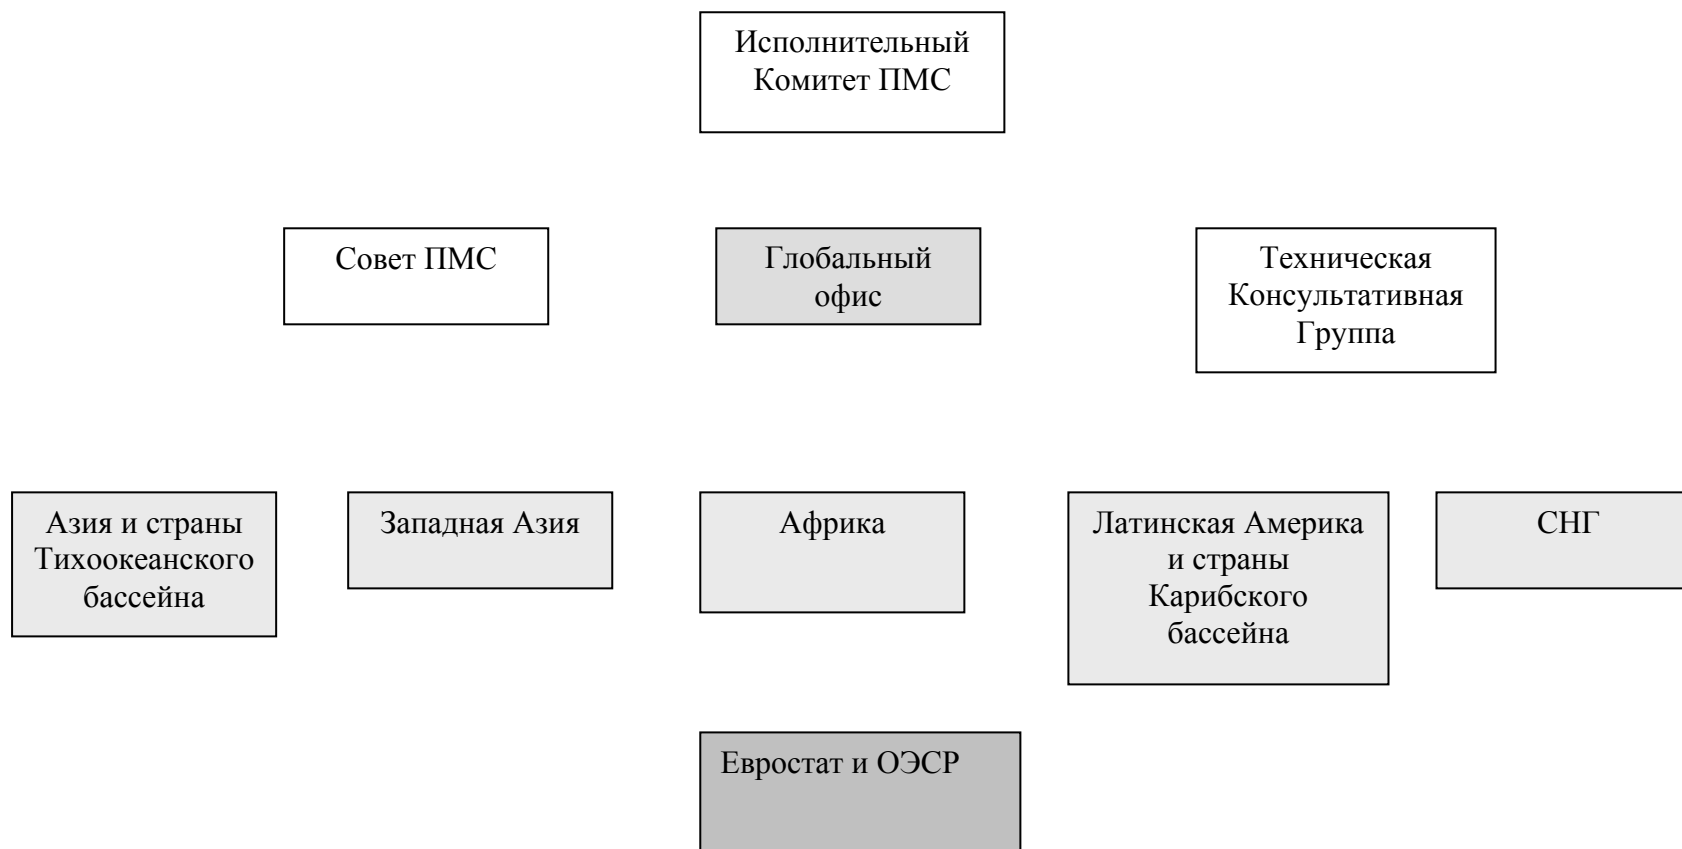 Исполнительный
Комитет ПМС
Совет ПМС
Глобальный
офис
Техническая
Консультативная
Группа
Азия и страны
Тихоокеанского
бассейна
Западная Азия
Африка
Латинская Америка
и страны
Карибского
бассейна
СНГ
Евростат и ОЭСР